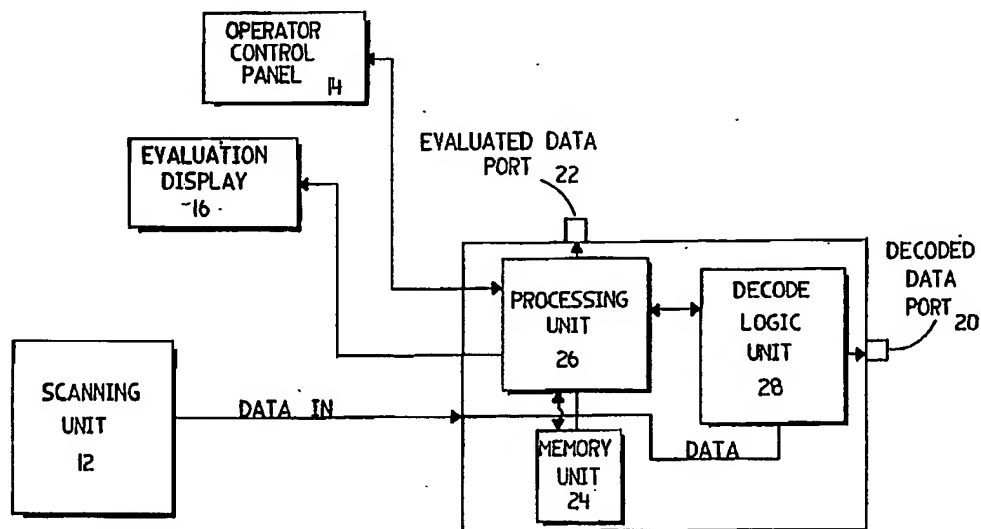 OPERATOR
CONTROL
PANEL
14
EVALUATION
DISPLAY
16
EVALUATED DATA
PORT
22
DECODED
DATA
PORT
20
PROCESSING
UNIT
26
DECODE
LOGIC
UNIT
28
SCANNING
UNIT
12
DATA IN
MEMORY
UNIT
24
DATA